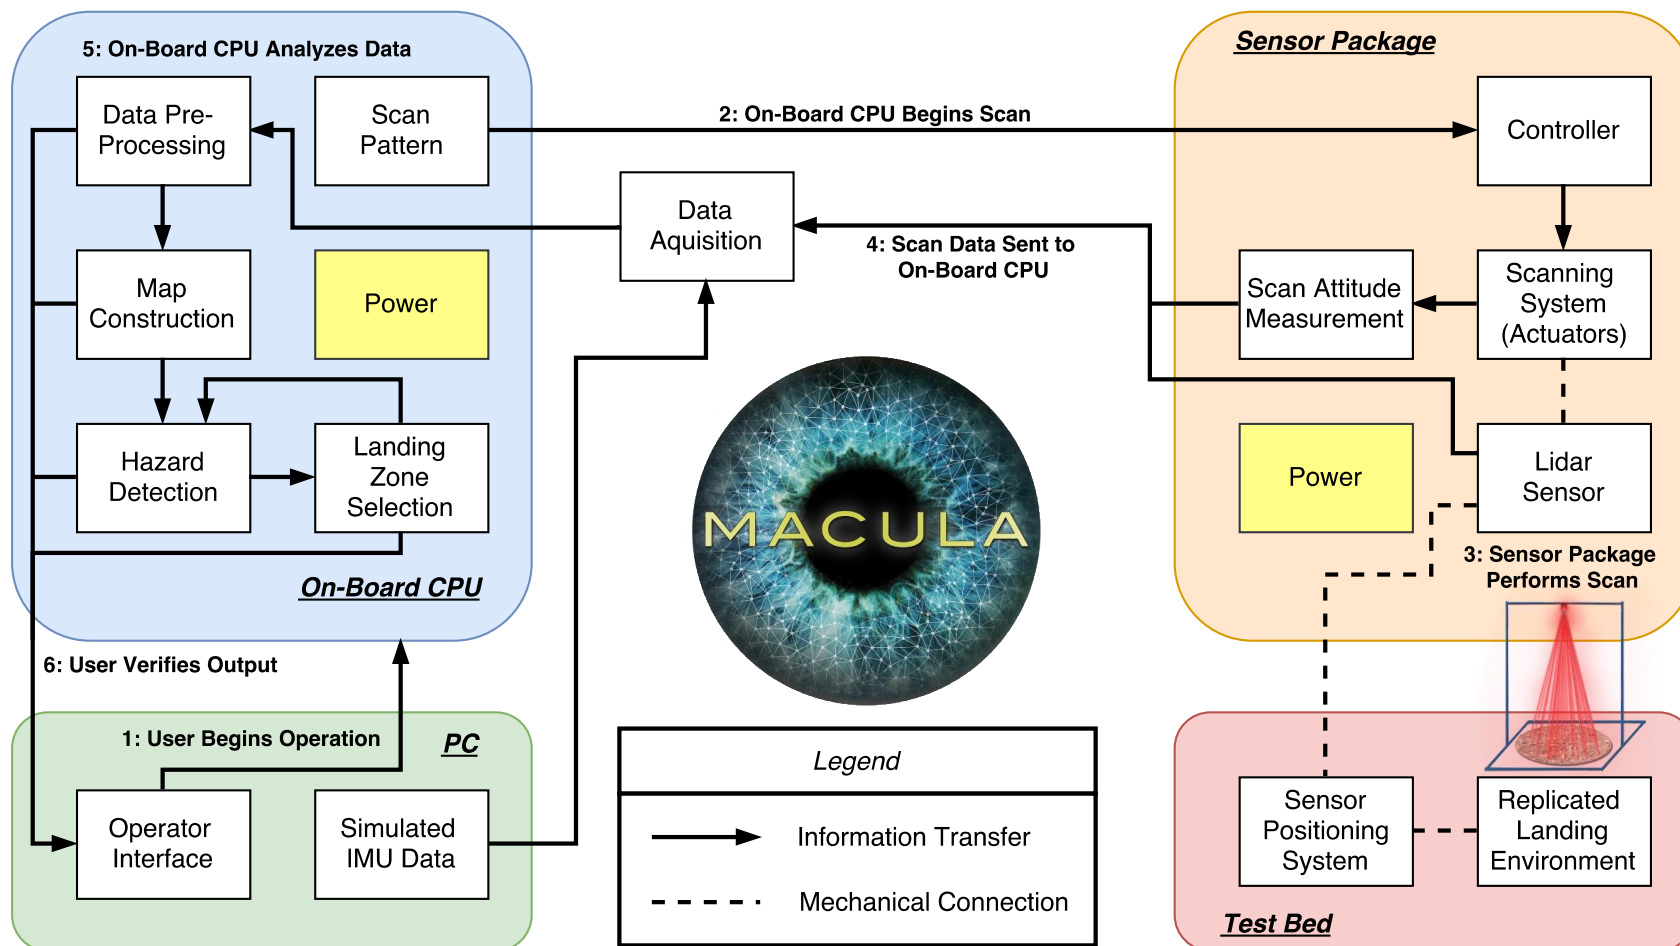 5: On-Board CPU Analyzes Data
Data Pre-
Processing
Scan
Pattern
Map
Construction
Power
Hazard
Detection
Landing
Zone
Selection
On-Board CPU
2: On-Board CPU Begins Scan
Data
Aquisition
4: Scan Data Sent to
On-Board CPU
Sensor Package
Controller
Scan Attitude
Measurement
Scanning
System
(Actuators)
Power
Lidar
Sensor
3: Sensor Package
Performs Scan
MACULA
6: User Verifies Output
1: User Begins Operation
PC
Operator
Interface
Simulated
IMU Data
Legend
Information Transfer
Mechanical Connection
Sensor
Positioning
System
Replicated
Landing
Environment
Test Bed